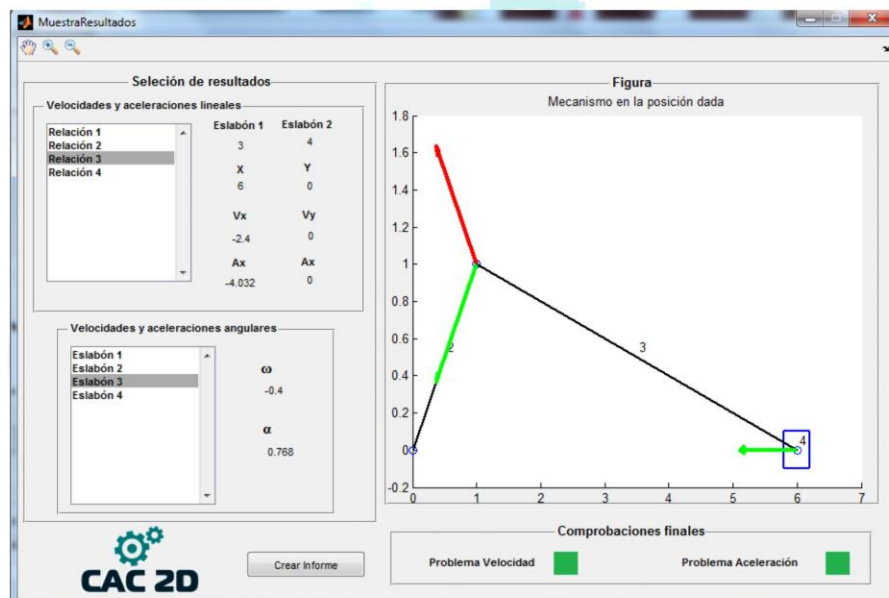 MuestraResultados
Seleción de resultados
Velocidades y aceleraciones lineales
Relación 1
Relación 2
Relación 3
Relación 4
Eslabón 1 Eslabón 2
3 4
X Y
6 0
Vx Vy
-2.4 0
Ax Ax
-4.032 0
Velocidades y aceleraciones angulares
Eslabón 1
Eslabón 2
Eslabón 3
Eslabón 4
ω
-0.4
α
0.768
CAC 2D
Crear Informe
Figura
Mecanismo en la posición dada
1.8
1.6
1.4
1.2
1
0.8
0.6
0.4
0.2
0
-0.2
2
3
4
0 1 2 3 4 5 6 7
Comprobaciones finales
Problema Velocidad Problema Aceleración